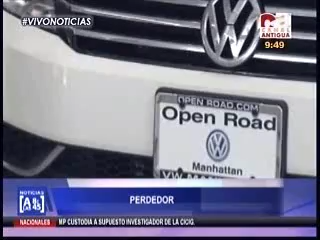 #VIVONOTICIAS
CANAL
ANTIGUA
9:49
OPEN ROAD.COM
Open Road
Manhattan
NOTICIAS
PERDEDOR
NACIONALES MP CUSTODIA A SUPUESTO INVESTIGADOR DE LA CICIG.